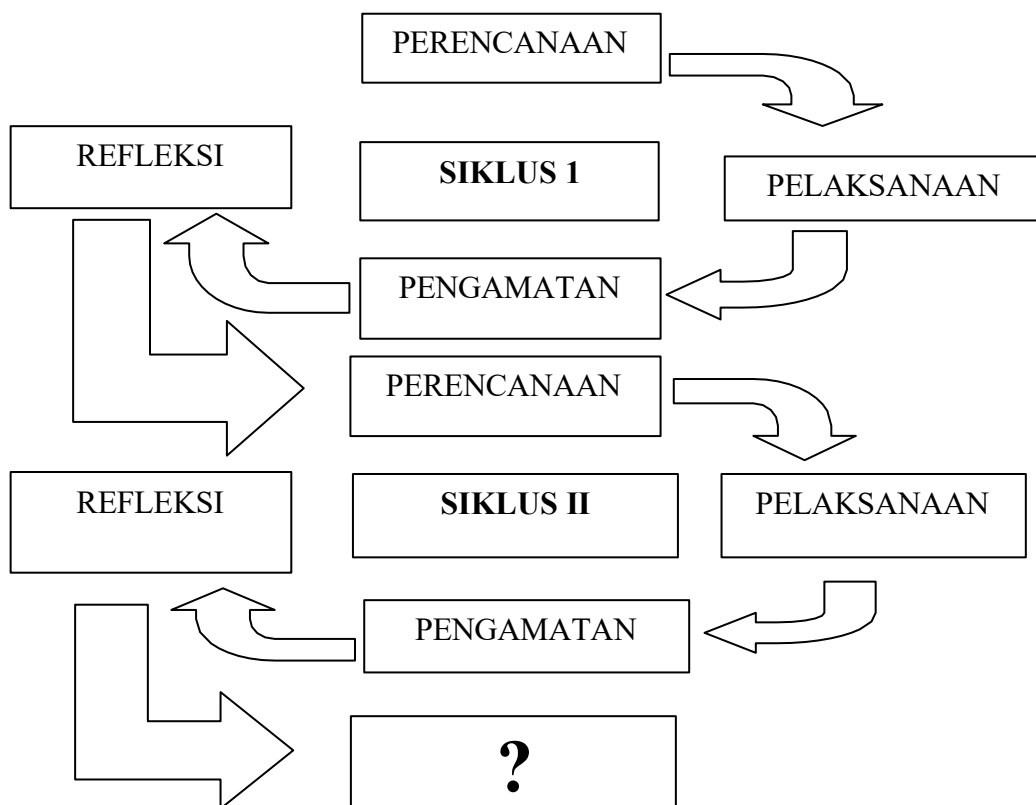 PERENCANAAN
REFLEKSI
SIKLUS 1
PELAKSANAAN
PENGAMATAN
PERENCANAAN
REFLEKSI
SIKLUS II
PELAKSANAAN
PENGAMATAN
?